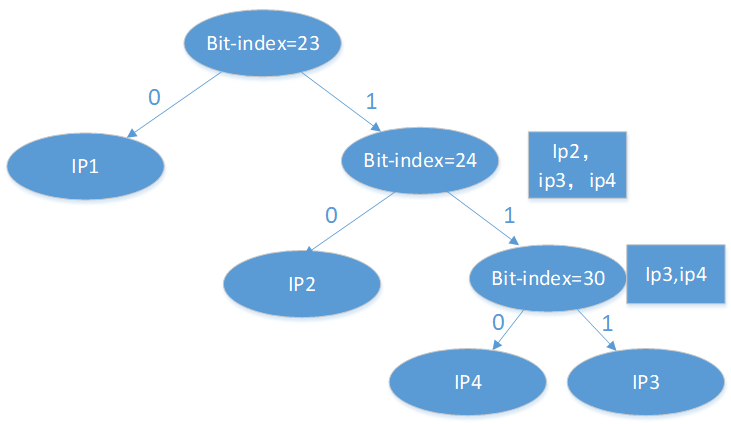 Bit-index=23
0
1
IP1
Bit-index=24
Ip2，
ip3， ip4
0
1
IP2
Bit-index=30
Ip3,ip4
0
1
IP4
IP3